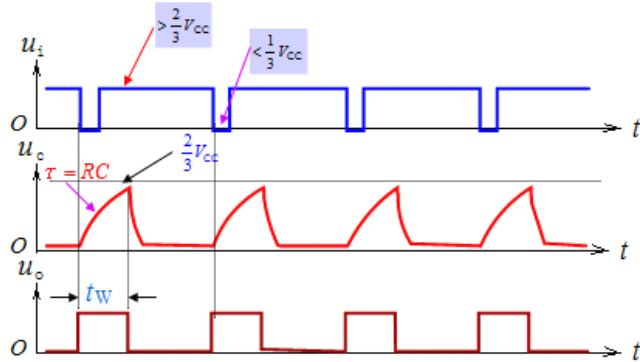 > 2/3 V_CC
< 1/3 V_CC
u_i
O
t
u_c
2/3 V_CC
τ = RC
O
t
u_o
t_W
O
t